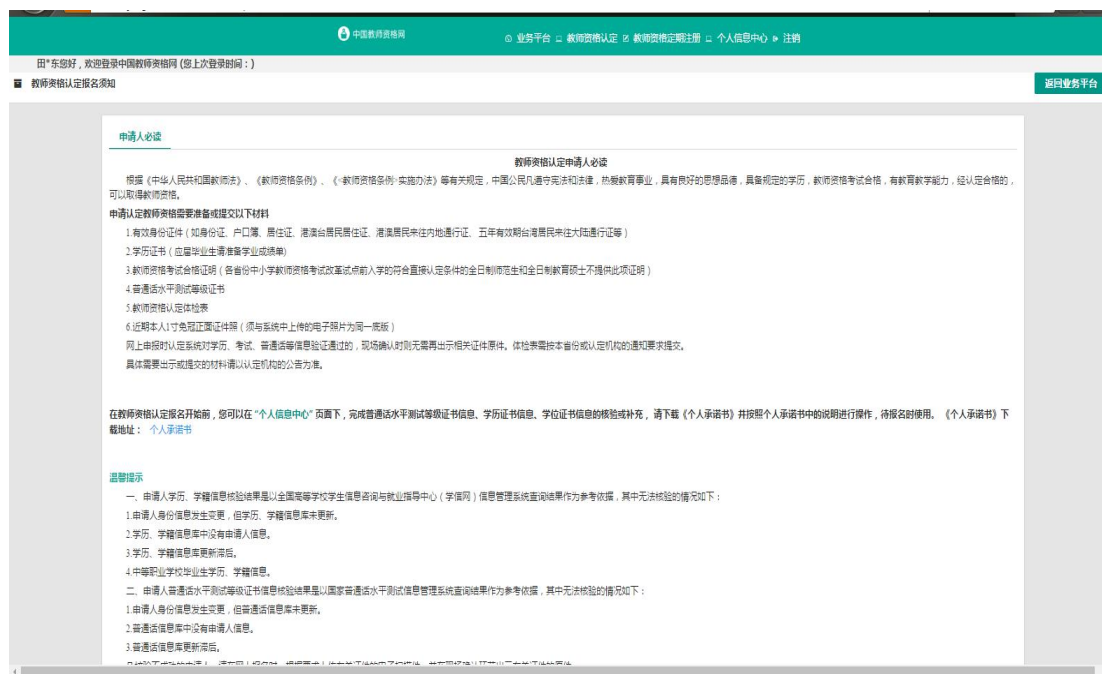 中国教师资格网
业务平台 教师资格认定 教师资格定期注册 个人信息中心 注销
田*东您好，欢迎登录中国教师资格网 (您上次登录时间：)
教师资格认定报名须知
返回业务平台
申请人必读
教师资格认定申请人必读
根据《中华人民共和国教师法》、《教师资格条例》、《<教师资格条例>实施办法》等有关规定，中国公民凡遵守宪法和法律，热爱教育事业，具有良好的思想品德，具备规定的学历，教师资格考试合格，有教育教学能力，经认定合格的，
可以取得教师资格。
申请认定教师资格需要准备或提交以下材料
1.有效身份证件（如身份证、户口簿、居住证、港澳台居民居住证、港澳居民来往内地通行证、五年有效期台湾居民来往大陆通行证等）
2.学历证书（应届毕业生请准备学业成绩单)
3.教师资格考试合格证明（各省份中小学教师资格考试改革试点前入学的符合直接认定条件的全日制师范生和全日制教育硕士不提供此项证明）
4.普通话水平测试等级证书
5.教师资格认定体检表
6.近期本人1寸免冠正面证件照（须与系统中上传的电子照片为同一底版）
网上申报时认定系统对学历、考试、普通话等信息验证通过的，现场确认时则无需再出示相关证件原件。体检表需按本省份或认定机构的通知要求提交。
具体需要出示或提交的材料请以认定机构的公告为准。
在教师资格认定报名开始前，您可以在 “个人信息中心” 页面下，完成普通话水平测试等级证书信息、学历证书信息、学位证书信息的核验或补充，请下载《个人承诺书》并按照个人承诺书中的说明进行操作，待报名时使用。《个人承诺书》下
载地址： 个人承诺书
温馨提示
一、申请人学历、学籍信息核验结果是以全国高等学校学生信息咨询与就业指导中心（学信网）信息管理系统查询结果作为参考依据，其中无法核验的情况如下：
1.申请人身份信息发生变更，但学历、学籍信息库未更新。
2.学历、学籍信息库中没有申请人信息。
3.学历、学籍信息库更新滞后。
4.中等职业学校毕业生学历、学籍信息。
二、申请人普通话水平测试等级证书信息核验结果是以国家普通话水平测试信息管理系统查询结果作为参考依据，其中无法核验的情况如下：
1.申请人身份信息发生变更，但普通话信息库未更新。
2.普通话信息库中没有申请人信息。
3.普通话信息库更新滞后。